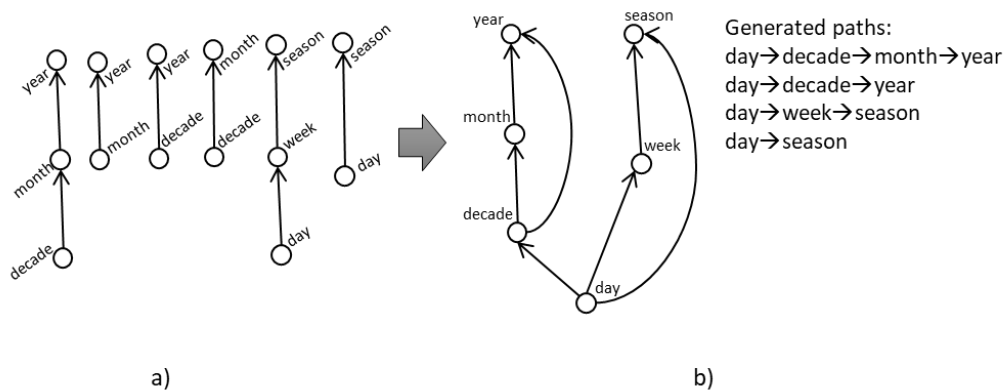 year
year
year
month
season
season
month
month
decade
decade
week
day
decade
day
a)
year
season
month
week
decade
day
b)
Generated paths:
day→decade→month→year
day→decade→year
day→week→season
day→season